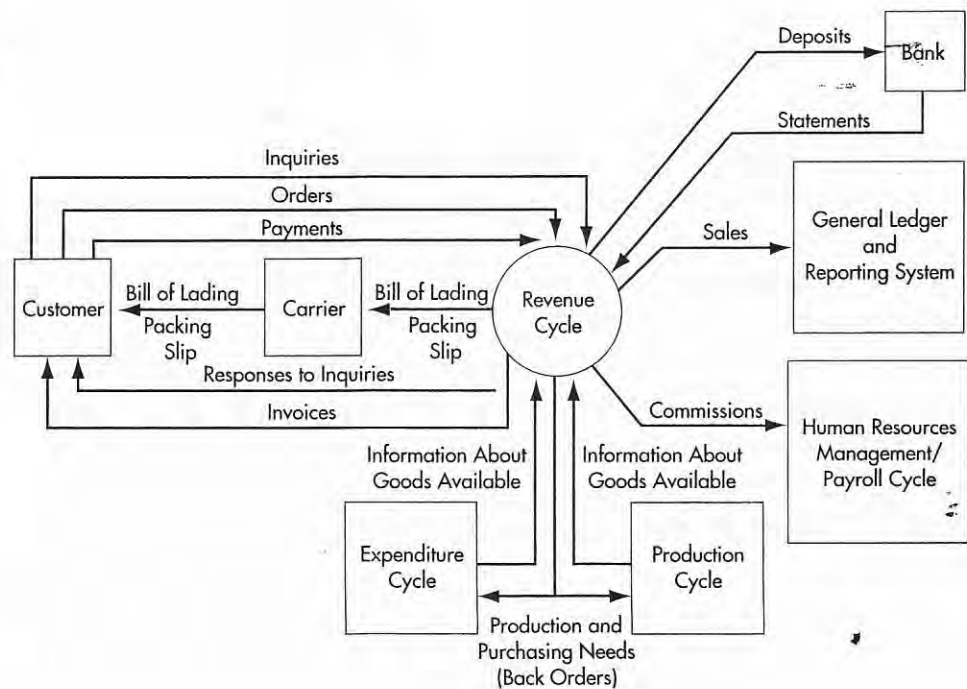 Deposits
Bank
Statements
Inquiries
Orders
Payments
Sales
General Ledger
and
Reporting System
Customer
Bill of Lading
Packing
Slip
Carrier
Bill of Lading
Packing
Slip
Revenue
Cycle
Responses to Inquiries
Invoices
Commissions
Human Resources
Management/
Payroll Cycle
Information About
Goods Available
Information About
Goods Available
Expenditure
Cycle
Production
Cycle
Production and
Purchasing Needs
(Back Orders)